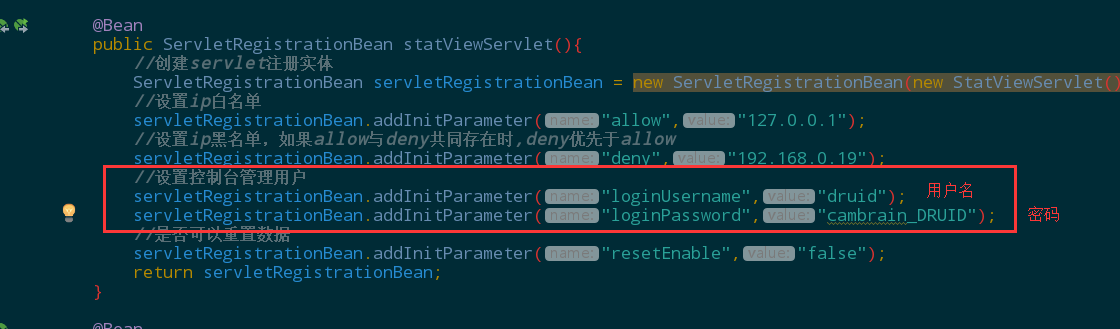 @Bean
public ServletRegistrationBean statViewServlet(){
//创建servlet注册实体
ServletRegistrationBean servletRegistrationBean = new ServletRegistrationBean(new StatViewServlet()
//设置ip白名单
servletRegistrationBean.addInitParameter( name: "allow", value: "127.0.0.1");
//设置ip黑名单，如果allow与deny共同存在时,deny优先于allow
servletRegistrationBean.addInitParameter( name: "deny", value: "192.168.0.19");
//设置控制台管理用户
servletRegistrationBean.addInitParameter( name: "loginUsername", value: "druid"); 用户名
servletRegistrationBean.addInitParameter( name: "loginPassword", value: "cambrain_DRUID"); 密码
//是否可以重置数据
servletRegistrationBean.addInitParameter( name: "resetEnable", value: "false");
return servletRegistrationBean;
}
@Bean